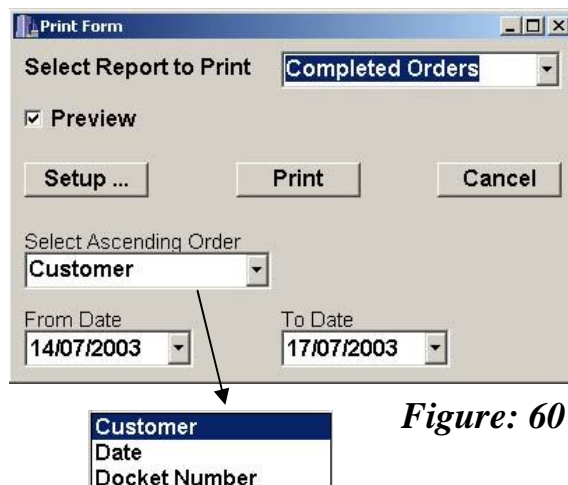 Print Form
Select Report to Print Completed Orders
Preview
Setup ... Print Cancel
Select Ascending Order
Customer
From Date To Date
14/07/2003 17/07/2003
Figure: 60
Customer
Date
Docket Number